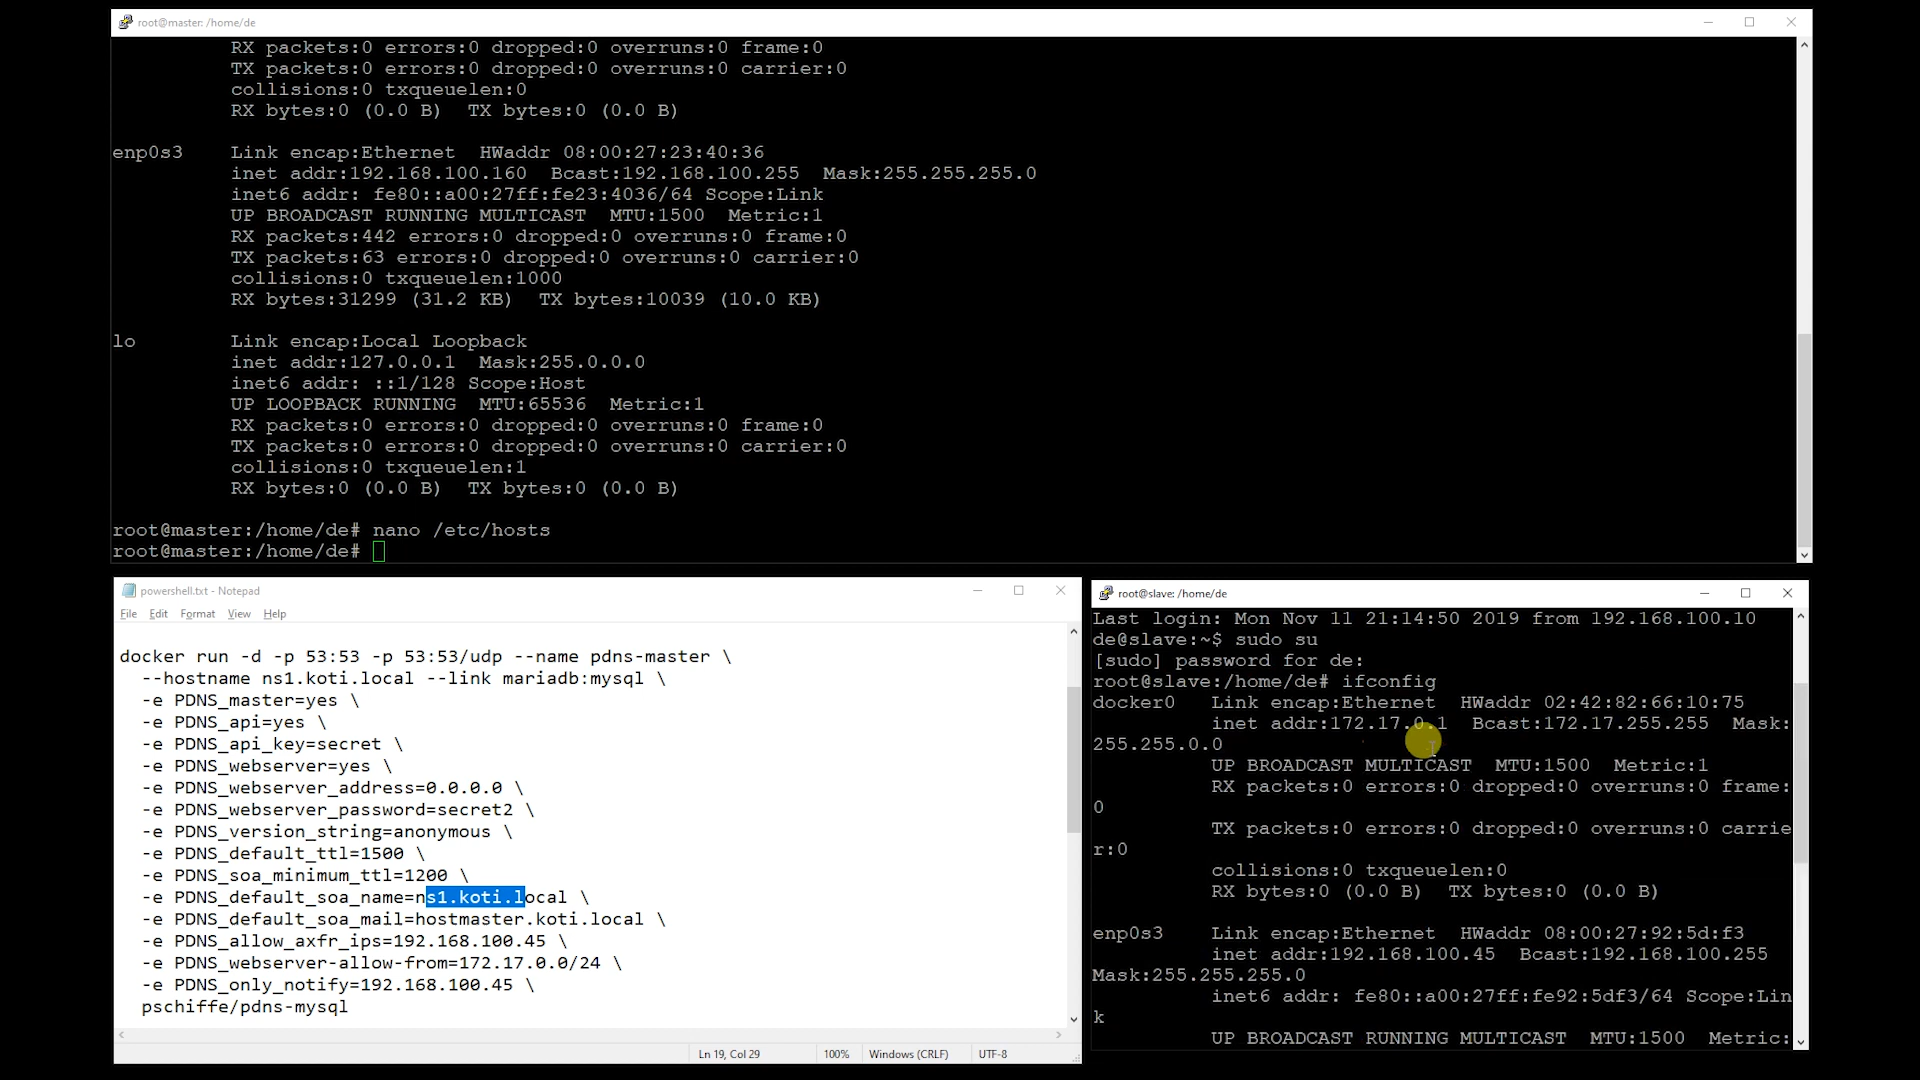 root@master: /home/de
RX packets:0 errors:0 dropped:0 overruns:0 frame:0
TX packets:0 errors:0 dropped:0 overruns:0 carrier:0
collisions:0 txqueuelen:0
RX bytes:0 (0.0 B)  TX bytes:0 (0.0 B)
enp0s3    Link encap:Ethernet  HWaddr 08:00:27:23:40:36
inet addr:192.168.100.160  Bcast:192.168.100.255  Mask:255.255.255.0
inet6 addr: fe80::a00:27ff:fe23:4036/64 Scope:Link
UP BROADCAST RUNNING MULTICAST  MTU:1500  Metric:1
RX packets:442 errors:0 dropped:0 overruns:0 frame:0
TX packets:63 errors:0 dropped:0 overruns:0 carrier:0
collisions:0 txqueuelen:1000
RX bytes:31299 (31.2 KB)  TX bytes:10039 (10.0 KB)
lo        Link encap:Local Loopback
inet addr:127.0.0.1  Mask:255.0.0.0
inet6 addr: ::1/128 Scope:Host
UP LOOPBACK RUNNING  MTU:65536  Metric:1
RX packets:0 errors:0 dropped:0 overruns:0 frame:0
TX packets:0 errors:0 dropped:0 overruns:0 carrier:0
collisions:0 txqueuelen:1
RX bytes:0 (0.0 B)  TX bytes:0 (0.0 B)
root@master:/home/de# nano /etc/hosts
root@master:/home/de#
powershell.txt - Notepad
File Edit Format View Help
docker run -d -p 53:53 -p 53:53/udp --name pdns-master \
--hostname ns1.koti.local --link mariadb:mysql \
-e PDNS_master=yes \
-e PDNS_api=yes \
-e PDNS_api_key=secret \
-e PDNS_webserver=yes \
-e PDNS_webserver_address=0.0.0.0 \
-e PDNS_webserver_password=secret2 \
-e PDNS_version_string=anonymous \
-e PDNS_default_ttl=1500 \
-e PDNS_soa_minimum_ttl=1200 \
-e PDNS_default_soa_name=ns1.koti.local \
-e PDNS_default_soa_mail=hostmaster.koti.local \
-e PDNS_allow_axfr_ips=192.168.100.45 \
-e PDNS_webserver-allow-from=172.17.0.0/24 \
-e PDNS_only_notify=192.168.100.45 \
pschiffe/pdns-mysql
Ln 19, Col 29 100% Windows (CRLF) UTF-8
root@slave: /home/de
Last login: Mon Nov 11 21:14:50 2019 from 192.168.100.10
de@slave:~$ sudo su
[sudo] password for de:
root@slave:/home/de# ifconfig
docker0   Link encap:Ethernet  HWaddr 02:42:82:66:10:75
inet addr:172.17.0.1  Bcast:172.17.255.255  Mask:
255.255.0.0
UP BROADCAST MULTICAST  MTU:1500  Metric:1
RX packets:0 errors:0 dropped:0 overruns:0 frame:
0
TX packets:0 errors:0 dropped:0 overruns:0 carrie
r:0
collisions:0 txqueuelen:0
RX bytes:0 (0.0 B)  TX bytes:0 (0.0 B)
enp0s3    Link encap:Ethernet  HWaddr 08:00:27:92:5d:f3
inet addr:192.168.100.45  Bcast:192.168.100.255
Mask:255.255.255.0
inet6 addr: fe80::a00:27ff:fe92:5df3/64 Scope:Lin
k
UP BROADCAST RUNNING MULTICAST  MTU:1500  Metric: